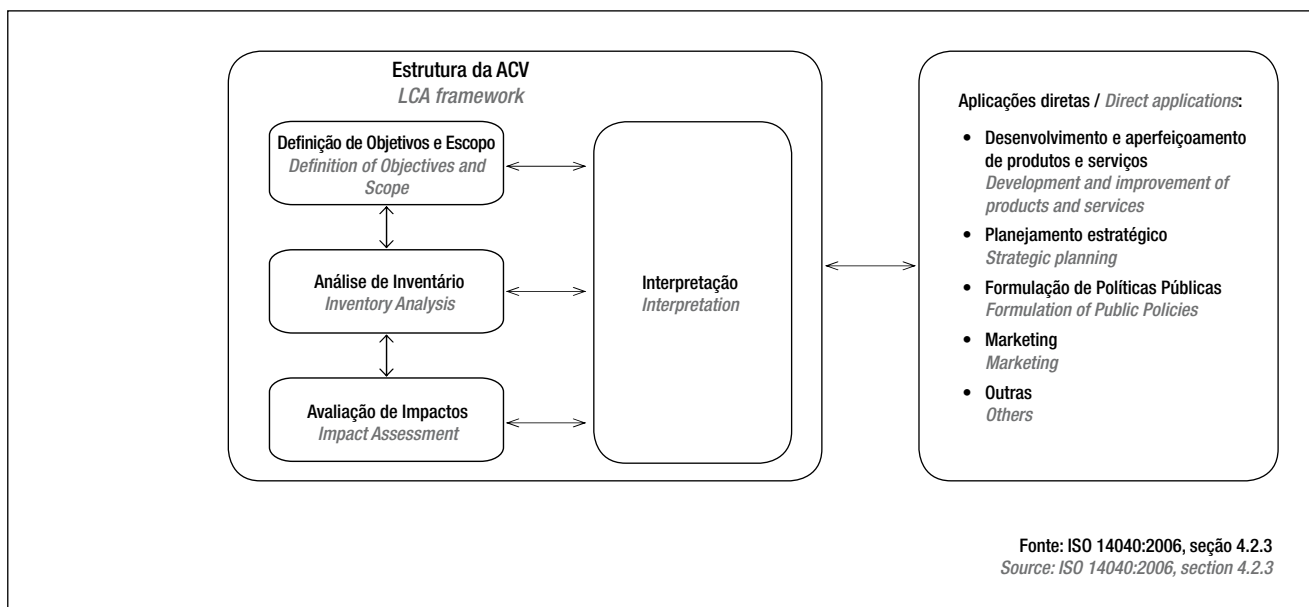 Estrutura da ACV
LCA framework
Definição de Objetivos e Escopo
Definition of Objectives and
Scope
Análise de Inventário
Inventory Analysis
Avaliação de Impactos
Impact Assessment
Interpretação
Interpretation
Aplicações diretas / Direct applications:
• Desenvolvimento e aperfeiçoamento
de produtos e serviços
Development and improvement of
products and services
• Planejamento estratégico
Strategic planning
• Formulação de Políticas Públicas
Formulation of Public Policies
• Marketing
Marketing
• Outras
Others
Fonte: ISO 14040:2006, seção 4.2.3
Source: ISO 14040:2006, section 4.2.3